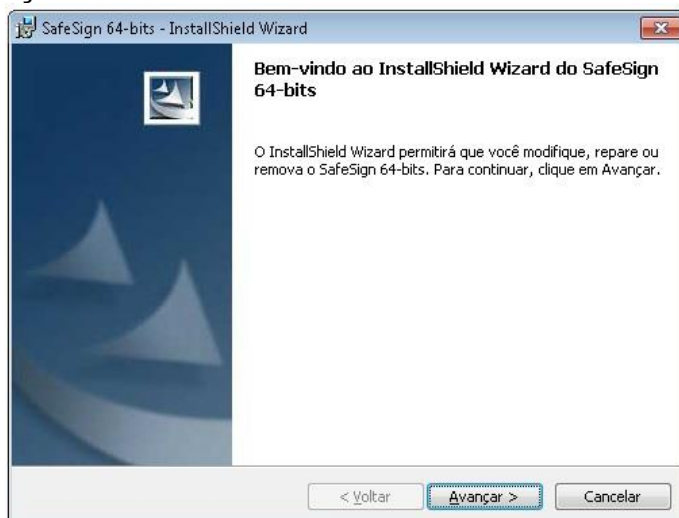 SafeSign 64-bits - InstallShield Wizard
Bem-vindo ao InstallShield Wizard do SafeSign
64-bits
O InstallShield Wizard permitirá que você modifique, repare ou
remova o SafeSign 64-bits. Para continuar, clique em Avançar.
< Voltar
Avançar >
Cancelar